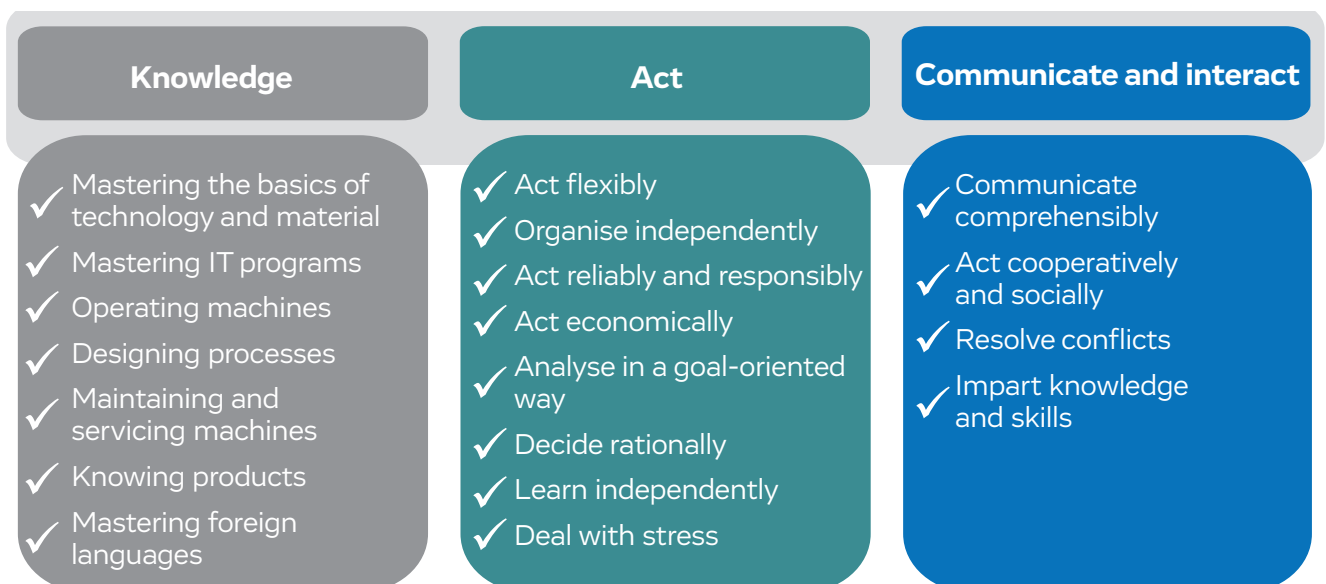 Knowledge
Mastering the basics of
technology and material
Mastering IT programs
Operating machines
Designing processes
Maintaining and
servicing machines
Knowing products
Mastering foreign
languages
Act
Act flexibly
Organise independently
Act reliably and responsibly
Act economically
Analyse in a goal-oriented
way
Decide rationally
Learn independently
Deal with stress
Communicate and interact
Communicate
comprehensibly
Act cooperatively
and socially
Resolve conflicts
Impart knowledge
and skills